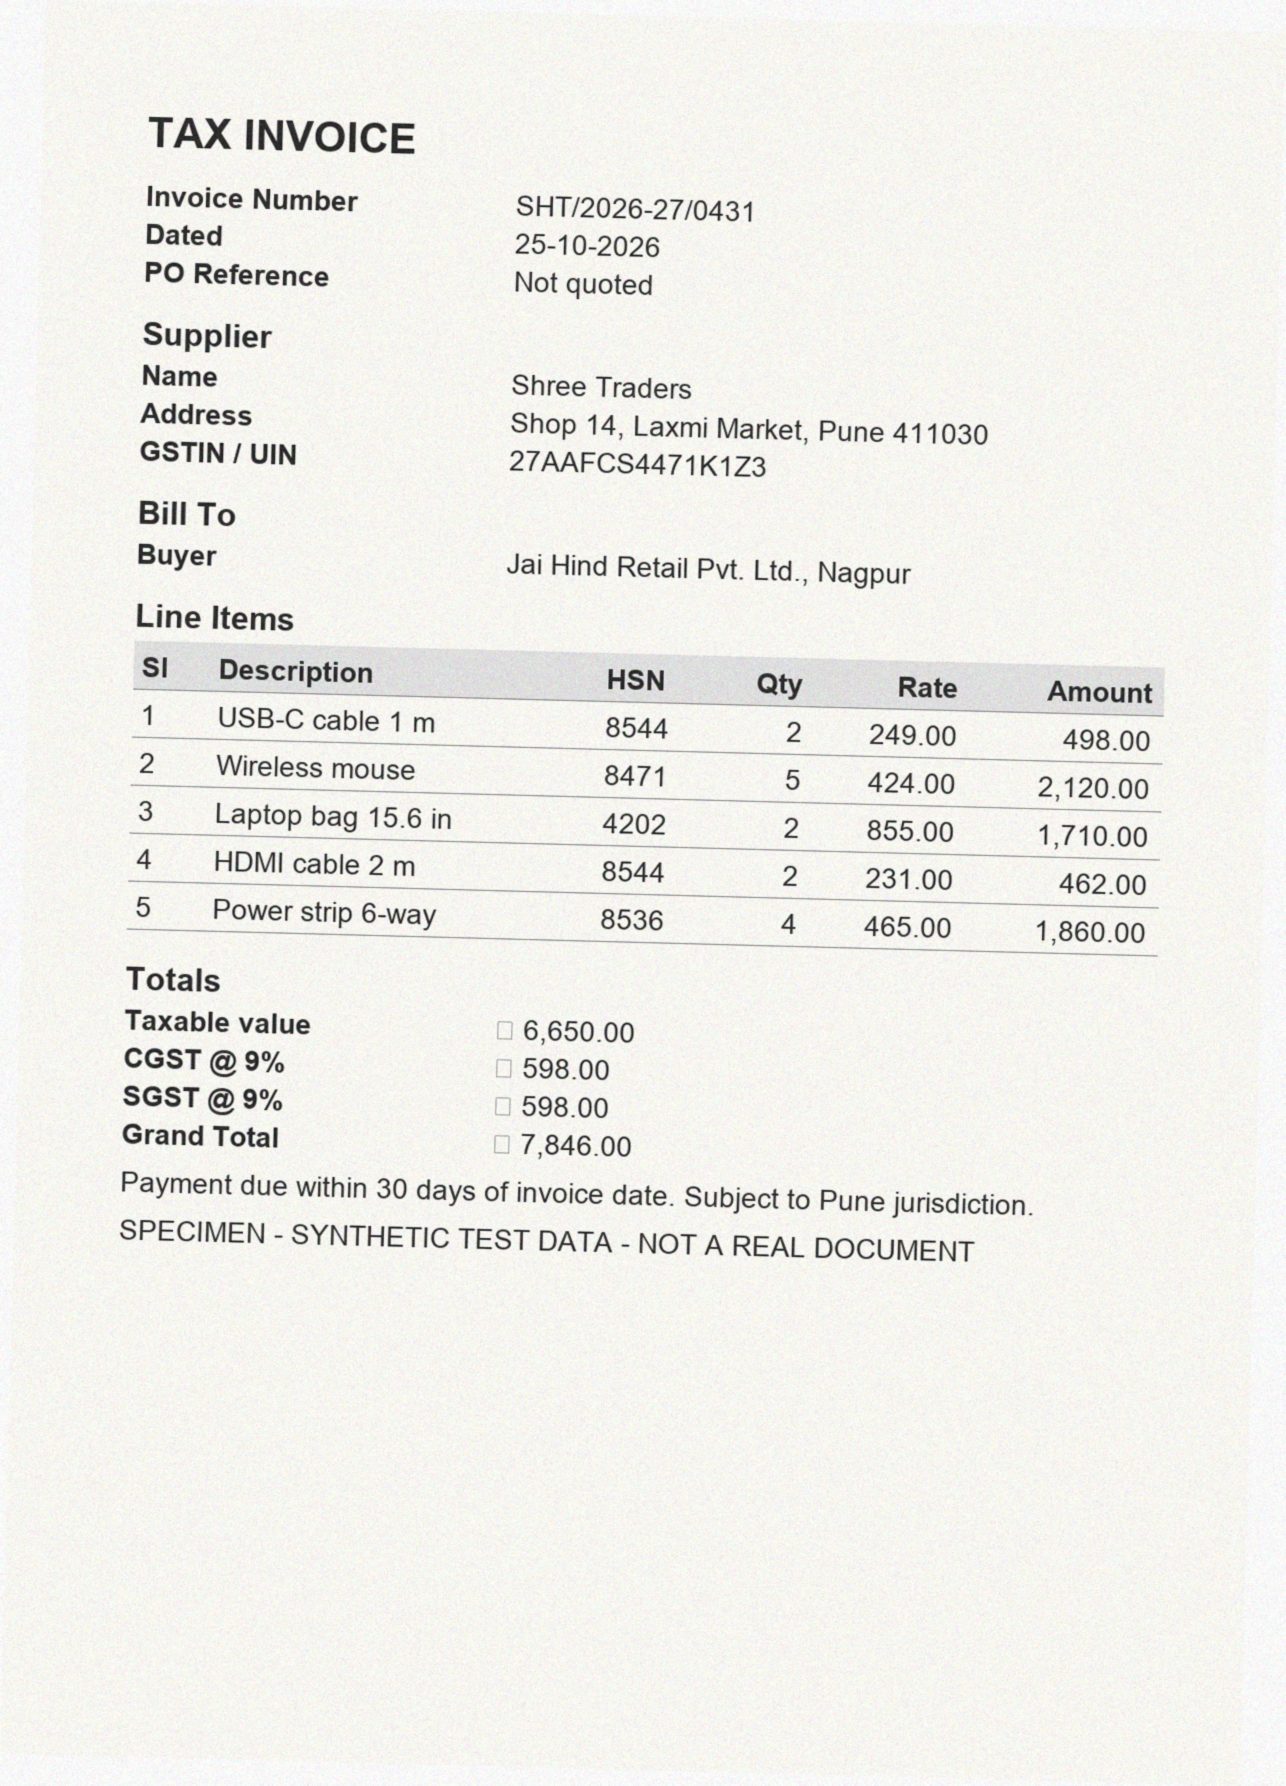 TAX INVOICE
Invoice Number SHT/2026-27/0431
Dated 25-10-2026
PO Reference Not quoted
Supplier
Name Shree Traders
Address Shop 14, Laxmi Market, Pune 411030
GSTIN / UIN 27AAFCS4471K1Z3
Bill To
Buyer Jai Hind Retail Pvt. Ltd., Nagpur
Line Items
Sl Description HSN Qty Rate Amount
1 USB-C cable 1 m 8544 2 249.00 498.00
2 Wireless mouse 8471 5 424.00 2,120.00
3 Laptop bag 15.6 in 4202 2 855.00 1,710.00
4 HDMI cable 2 m 8544 2 231.00 462.00
5 Power strip 6-way 8536 4 465.00 1,860.00
Totals
Taxable value □ 6,650.00
CGST @ 9% □ 598.00
SGST @ 9% □ 598.00
Grand Total □ 7,846.00
Payment due within 30 days of invoice date. Subject to Pune jurisdiction.
SPECIMEN - SYNTHETIC TEST DATA - NOT A REAL DOCUMENT